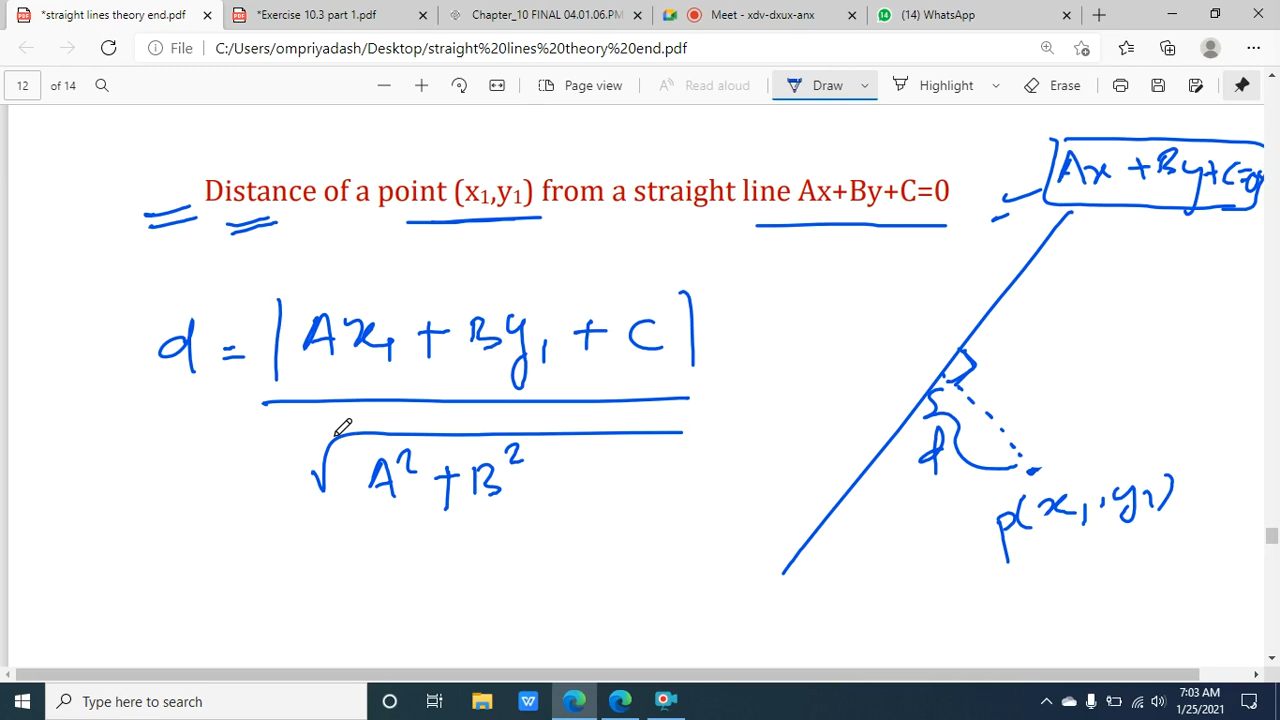 *straight lines theory end.pdf
*Exercise 10.3 part 1.pdf
Chapter_10 FINAL 04.01.06.PM
Meet - xdv-dxux-anx
(14) WhatsApp
File C:/Users/ompriyadash/Desktop/straight%20lines%20theory%20end.pdf
12 of 14 Page view Read aloud Draw Highlight Erase
Ax + By + C=0
Distance of a point (x₁,y₁) from a straight line Ax+By+C=0
d = |Ax₁ + By₁ + C|
√A² + B²
d
P(x₁, y₁)
Type here to search
7:03 AM
1/25/2021